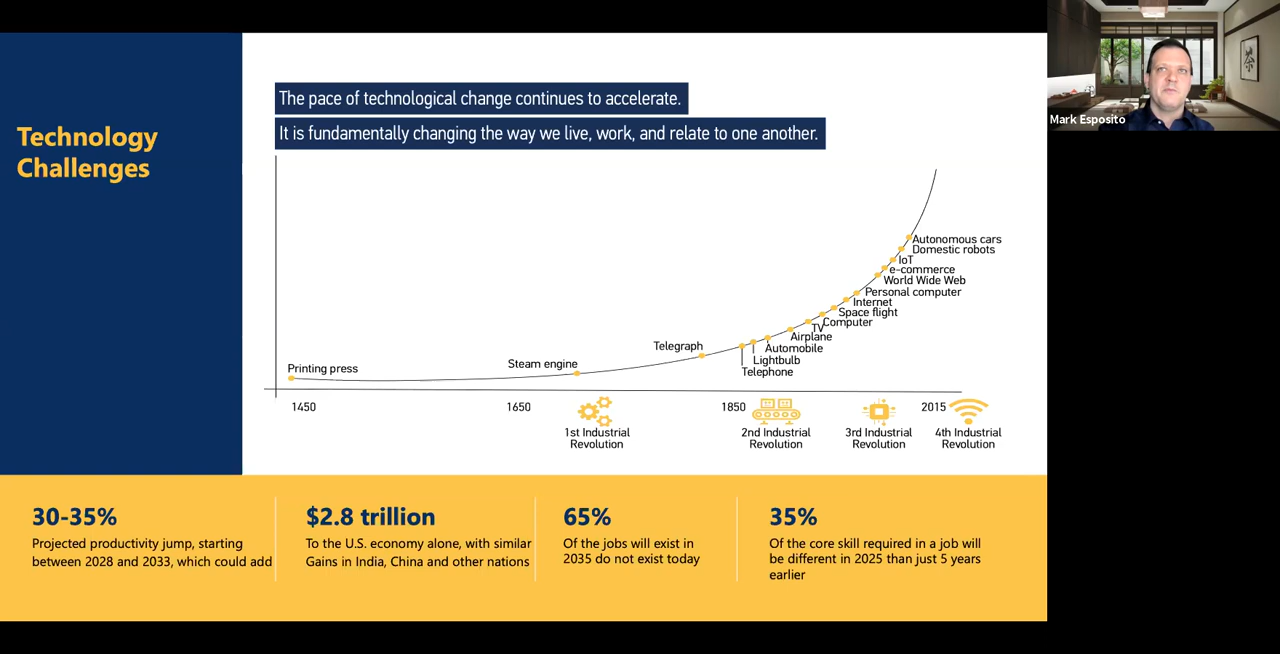 Technology
Challenges
The pace of technological change continues to accelerate.
It is fundamentally changing the way we live, work, and relate to one another.
Mark Esposito
Autonomous cars
Domestic robots
IoT
e-commerce
World Wide Web
Personal computer
Internet
Space flight
Computer
TV
Airplane
Automobile
Lightbulb
Telephone
Telegraph
Steam engine
Printing press
1450
1650
1850
2015
1st Industrial
Revolution
2nd Industrial
Revolution
3rd Industrial
Revolution
4th Industrial
Revolution
30-35%
Projected productivity jump, starting
between 2028 and 2033, which could add
$2.8 trillion
To the U.S. economy alone, with similar
Gains in India, China and other nations
65%
Of the jobs will exist in
2035 do not exist today
35%
Of the core skill required in a job will
be different in 2025 than just 5 years
earlier